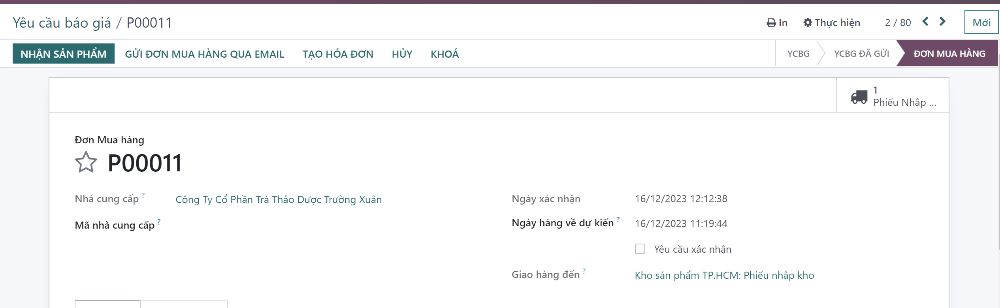 Yêu cầu báo giá / P00011
In
Thực hiện
2 / 80
Mới
NHẬN SẢN PHẨM
GỬI ĐƠN MUA HÀNG QUA EMAIL
TẠO HÓA ĐƠN
HỦY
KHOÁ
YCBG
YCBG ĐÃ GỬI
ĐƠN MUA HÀNG
1
Phiếu Nhập ...
Đơn Mua hàng
P00011
Nhà cung cấp ?
Công Ty Cổ Phần Trà Thảo Dược Trường Xuân
Mã nhà cung cấp ?
Ngày xác nhận
16/12/2023 12:12:38
Ngày hàng về dự kiến ?
16/12/2023 11:19:44
Yêu cầu xác nhận
Giao hàng đến ?
Kho sản phẩm TP.HCM: Phiếu nhập kho